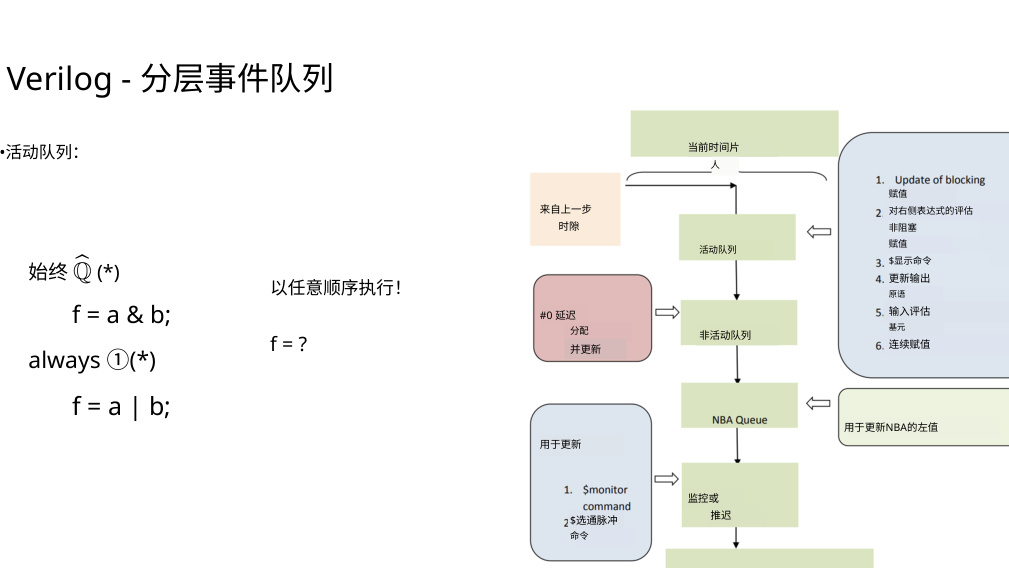 Verilog - 分层事件队列
•活动队列：
始终 ℚ̂ (*)
f = a & b;
always ①(*)
f = a | b;
以任意顺序执行！
f = ?
当前时间片
人
来自上一步
时隙
活动队列
#0 延迟
分配
并更新
非活动队列
NBA Queue
用于更新
1. $monitor
command
2 $选通脉冲
命令
监控或
推迟
1. Update of blocking
赋值
2. 对右侧表达式的评估
非阻塞
赋值
3. $显示命令
4. 更新输出
原语
5. 输入评估
基元
6. 连续赋值
用于更新NBA的左值